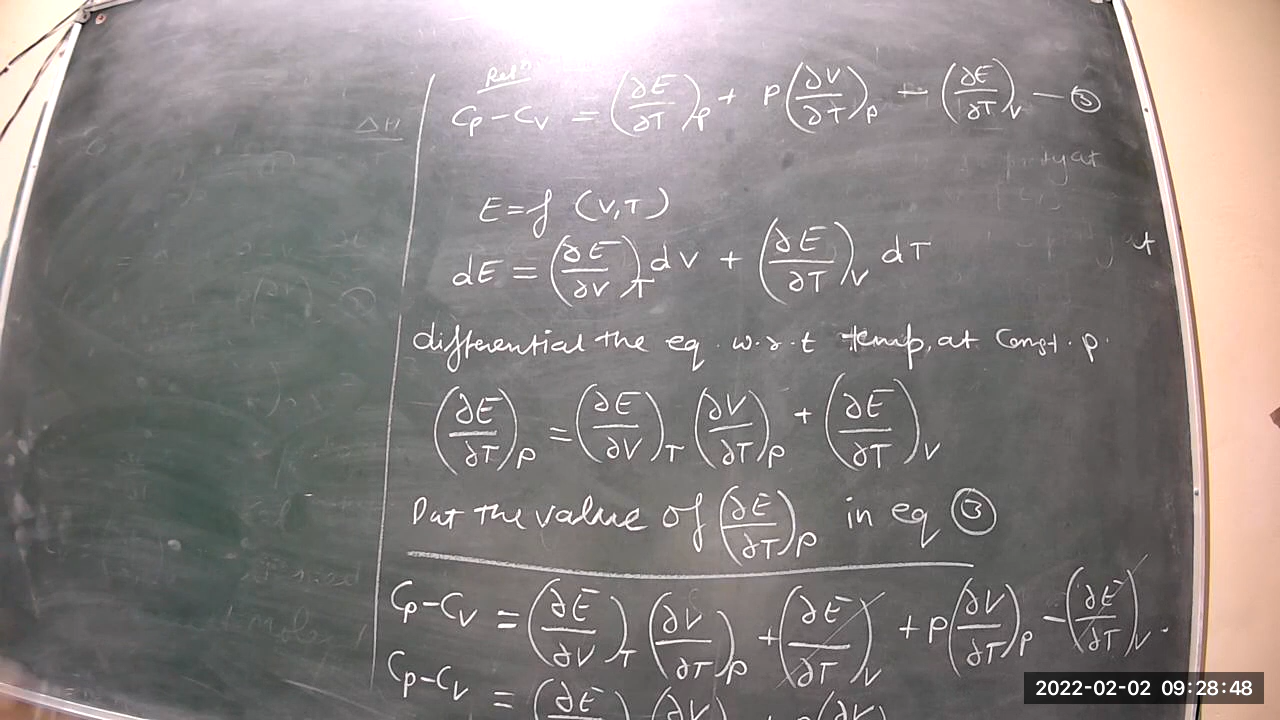 Relⁿ
Cp - Cv = (∂E/∂T)p + P(∂V/∂T)p - (∂E/∂T)v — ③
ΔH
E = f (V,T)
dE = (∂E/∂V)T dV + (∂E/∂T)V dT
differential the eq. w.r.t temp, at Const. p.
(∂E/∂T)p = (∂E/∂V)T (∂V/∂T)p + (∂E/∂T)V
Put the value of (∂E/∂T)p in eq ③
Cp - Cv = (∂E/∂V)T (∂V/∂T)p + (∂E/∂T)V + P(∂V/∂T)p - (∂E/∂T)V.
Cp - Cv = (∂E
2022-02-02 09:28:48